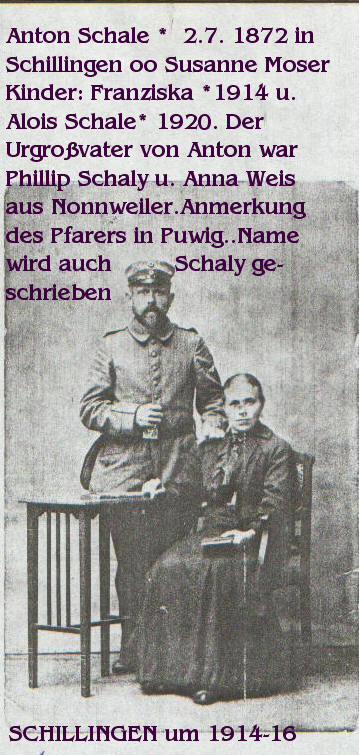 Anton Schale * 2.7. 1872 in
Schillingen oo Susanne Moser
Kinder: Franziska *1914 u.
Alois Schale* 1920. Der
Urgroßvater von Anton war
Phillip Schaly u. Anna Weis
aus Nonnweiler.Anmerkung
des Pfarers in Puwig..Name
wird auch Schaly ge-
schrieben
SCHILLINGEN um 1914-16